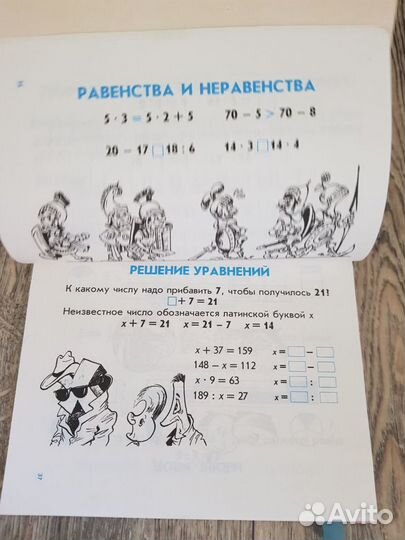 РАВЕНСТВА И НЕРАВЕНСТВА
5 · 3 = 5 · 2 + 5 70 − 5 > 70 − 8
20 − 17 □ 18 : 6 14 · 3 □ 14 · 4
РЕШЕНИЕ УРАВНЕНИЙ
К какому числу надо прибавить 7, чтобы получилось 21?
□ + 7 = 21
Неизвестное число обозначается латинской буквой x
x + 7 = 21 x = 21 − 7 x = 14
x + 37 = 159 x = □ − □
148 − x = 112 x = □ − □
x · 9 = 63 x = □ : □
189 : x = 27 x = □ : □
37
Avito